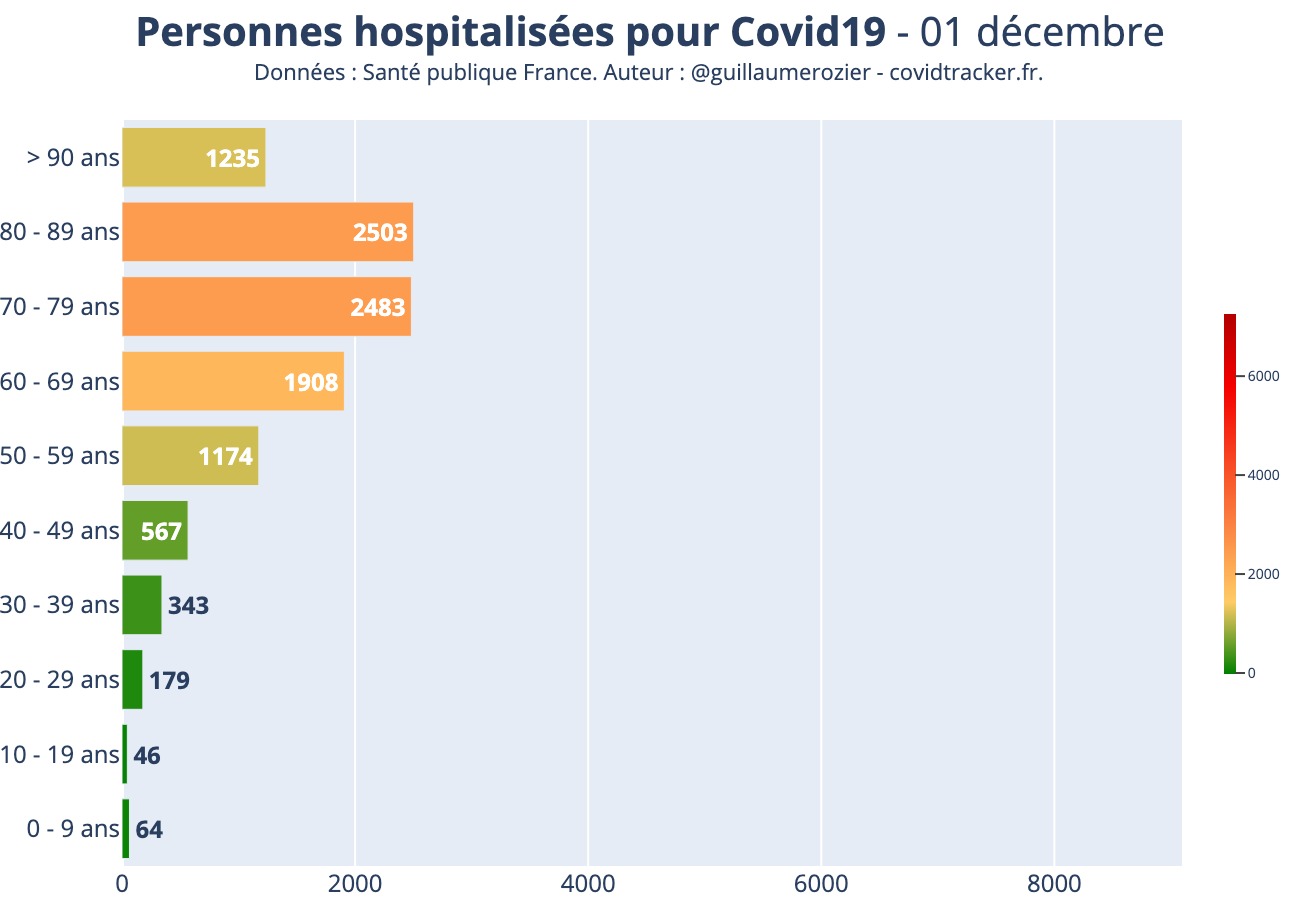 Personnes hospitalisées pour Covid19 - 01 décembre
Données : Santé publique France. Auteur : @guillaumerozier - covidtracker.fr.
> 90 ans 1235
80 - 89 ans 2503
70 - 79 ans 2483
60 - 69 ans 1908
50 - 59 ans 1174
40 - 49 ans 567
30 - 39 ans 343
20 - 29 ans 179
10 - 19 ans 46
0 - 9 ans 64
0 2000 4000 6000 8000
6000
4000
2000
0